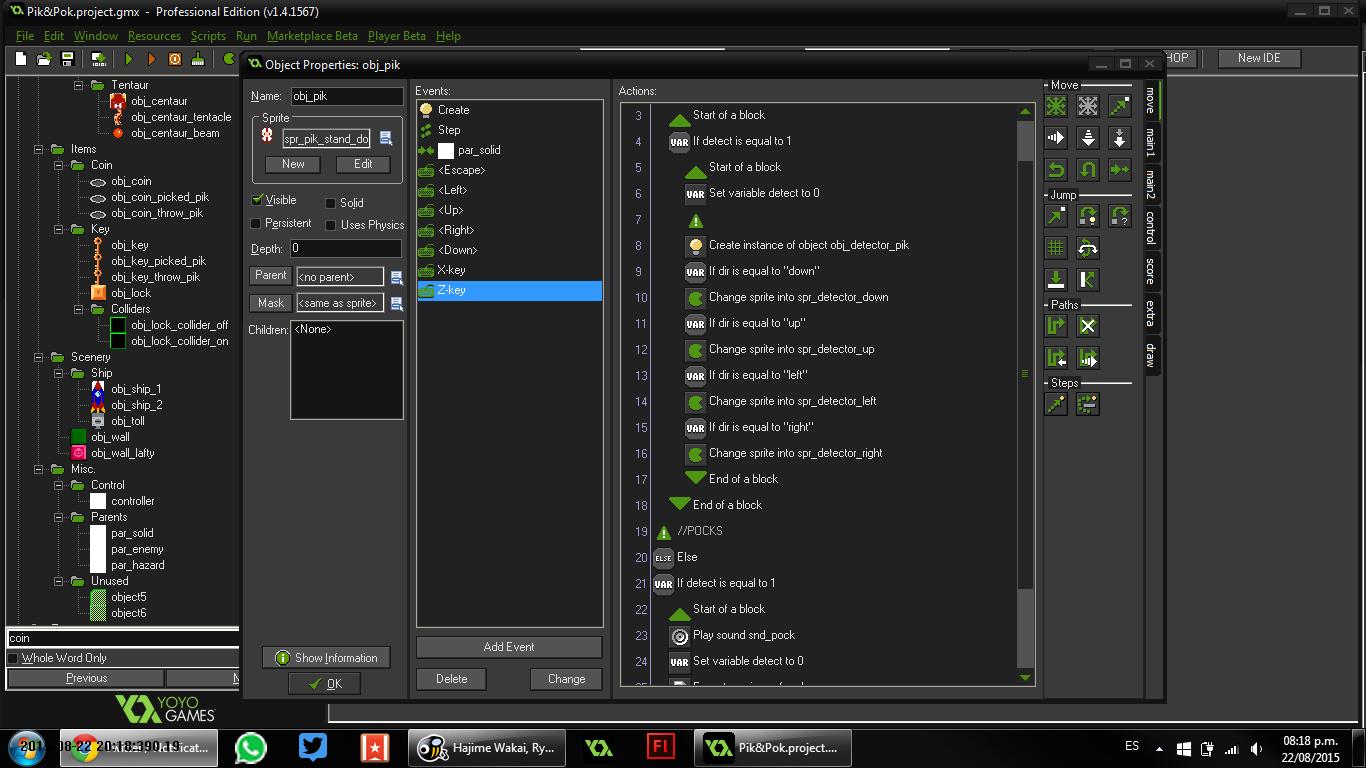 Pik&Pok.project.gmx - Professional Edition (v1.4.1567)
File Edit Window Resources Scripts Run Marketplace Beta Player Beta Help
HOP New IDE
Tentaur
obj_centaur
obj_centaur_tentacle
obj_centaur_beam
Items
Coin
obj_coin
obj_coin_picked_pik
obj_coin_throw_pik
Key
obj_key
obj_key_picked_pik
obj_key_throw_pik
obj_lock
Colliders
obj_lock_collider_off
obj_lock_collider_on
Scenery
Ship
obj_ship_1
obj_ship_2
obj_toll
obj_wall
obj_wall_lafty
Misc.
Control
controller
Parents
par_solid
par_enemy
par_hazard
Unused
object5
object6
coin
Whole Word Only
Previous N
YOYO
GAMES
Object Properties: obj_pik
Name: obj_pik
Sprite
spr_pik_stand_do
New Edit
Visible Solid
Persistent Uses Physics
Depth: 0
Parent <no parent>
Mask <same as sprite>
Children: <None>
Show Information
OK
Events:
Create
Step
par_solid
<Escape>
<Left>
<Up>
<Right>
<Down>
X-key
Z-key
Add Event
Delete Change
Actions:
3 Start of a block
4 VAR If detect is equal to 1
5 Start of a block
6 VAR Set variable detect to 0
7
8 Create instance of object obj_detector_pik
9 VAR If dir is equal to "down"
10 Change sprite into spr_detector_down
11 VAR If dir is equal to "up"
12 Change sprite into spr_detector_up
13 VAR If dir is equal to "left"
14 Change sprite into spr_detector_left
15 VAR If dir is equal to "right"
16 Change sprite into spr_detector_right
17 End of a block
18 End of a block
19 //POCKS
20 ELSE Else
21 VAR If detect is equal to 1
22 Start of a block
23 Play sound snd_pock
24 VAR Set variable detect to 0
Move
Jump
Paths
Steps
move
main1
main2
control
score
extra
draw
Hajime Wakai, Ry...
Fl
Pik&Pok.project....
ES
08:18 p.m.
22/08/2015